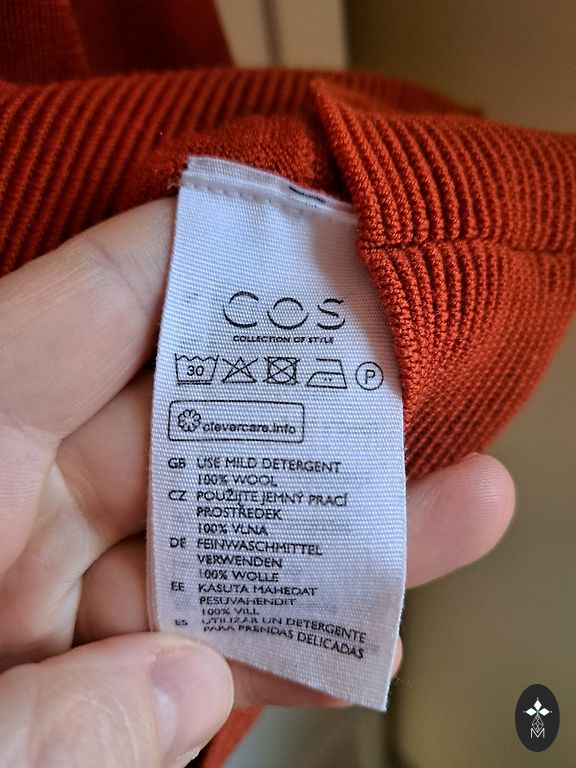 COS
COLLECTION OF STYLE
30
P
clevercare.info
GB USE MILD DETERGENT
100% WOOL
CZ POUŽIJTE JEMNÝ PRACÍ
PROSTŘEDEK
100% VLNA
DE FEINWASCHMITTEL
VERWENDEN
100% WOLLE
EE KASUTA MAHEDAT
PESUVAHENDIT
100% VILL
ES UTILIZAR UN DETERGENTE
PARA PRENDAS DELICADAS
M